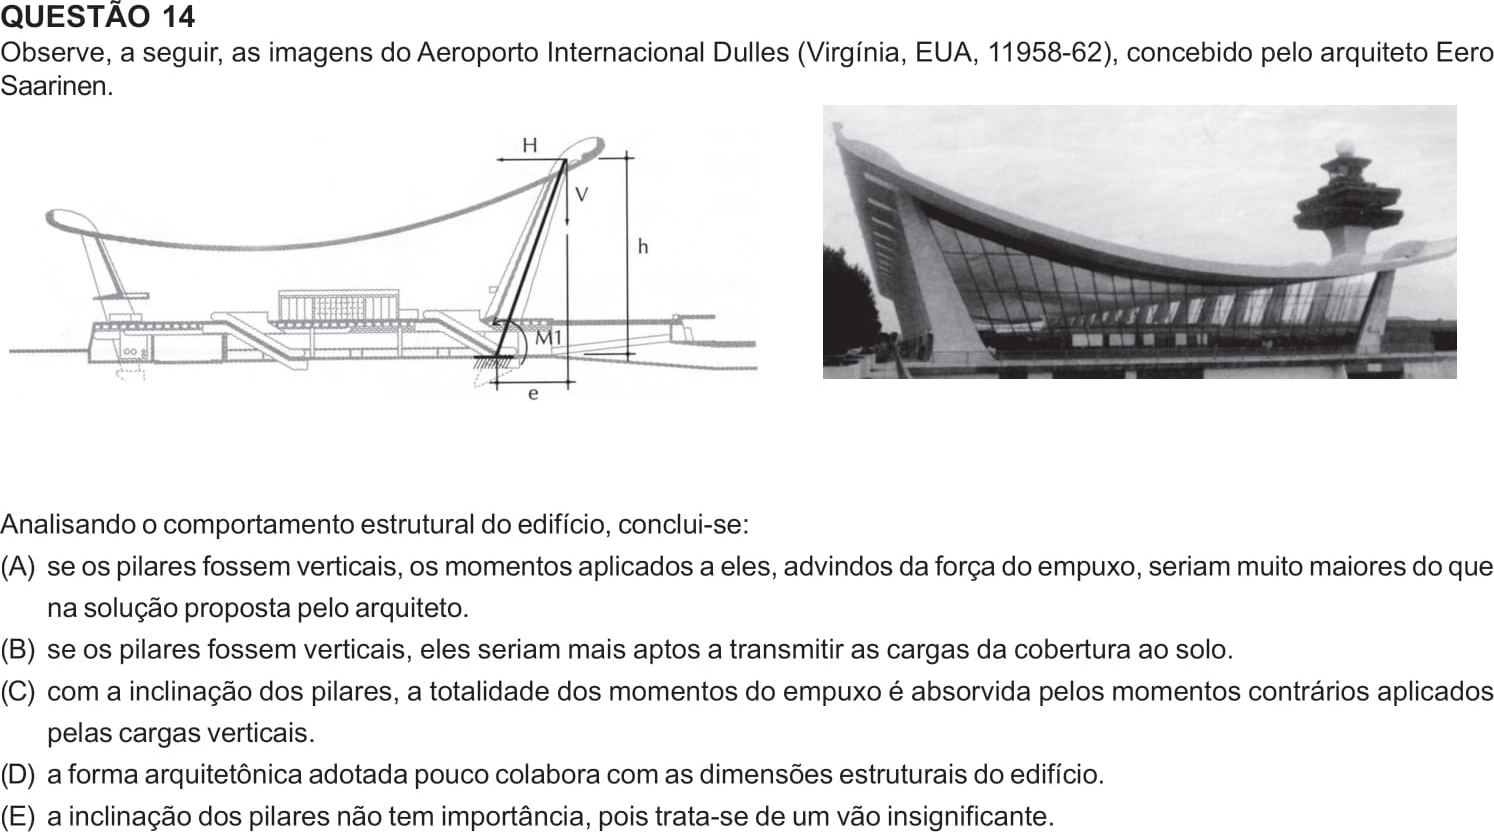 QUESTÃO 14
Observe, a seguir, as imagens do Aeroporto Internacional Dulles (Virgínia, EUA, 11958-62), concebido pelo arquiteto Eero
Saarinen.
H
V
h
M1
e
Analisando o comportamento estrutural do edifício, conclui-se:
(A) se os pilares fossem verticais, os momentos aplicados a eles, advindos da força do empuxo, seriam muito maiores do que
na solução proposta pelo arquiteto.
(B) se os pilares fossem verticais, eles seriam mais aptos a transmitir as cargas da cobertura ao solo.
(C) com a inclinação dos pilares, a totalidade dos momentos do empuxo é absorvida pelos momentos contrários aplicados
pelas cargas verticais.
(D) a forma arquitetônica adotada pouco colabora com as dimensões estruturais do edifício.
(E) a inclinação dos pilares não tem importância, pois trata-se de um vão insignificante.